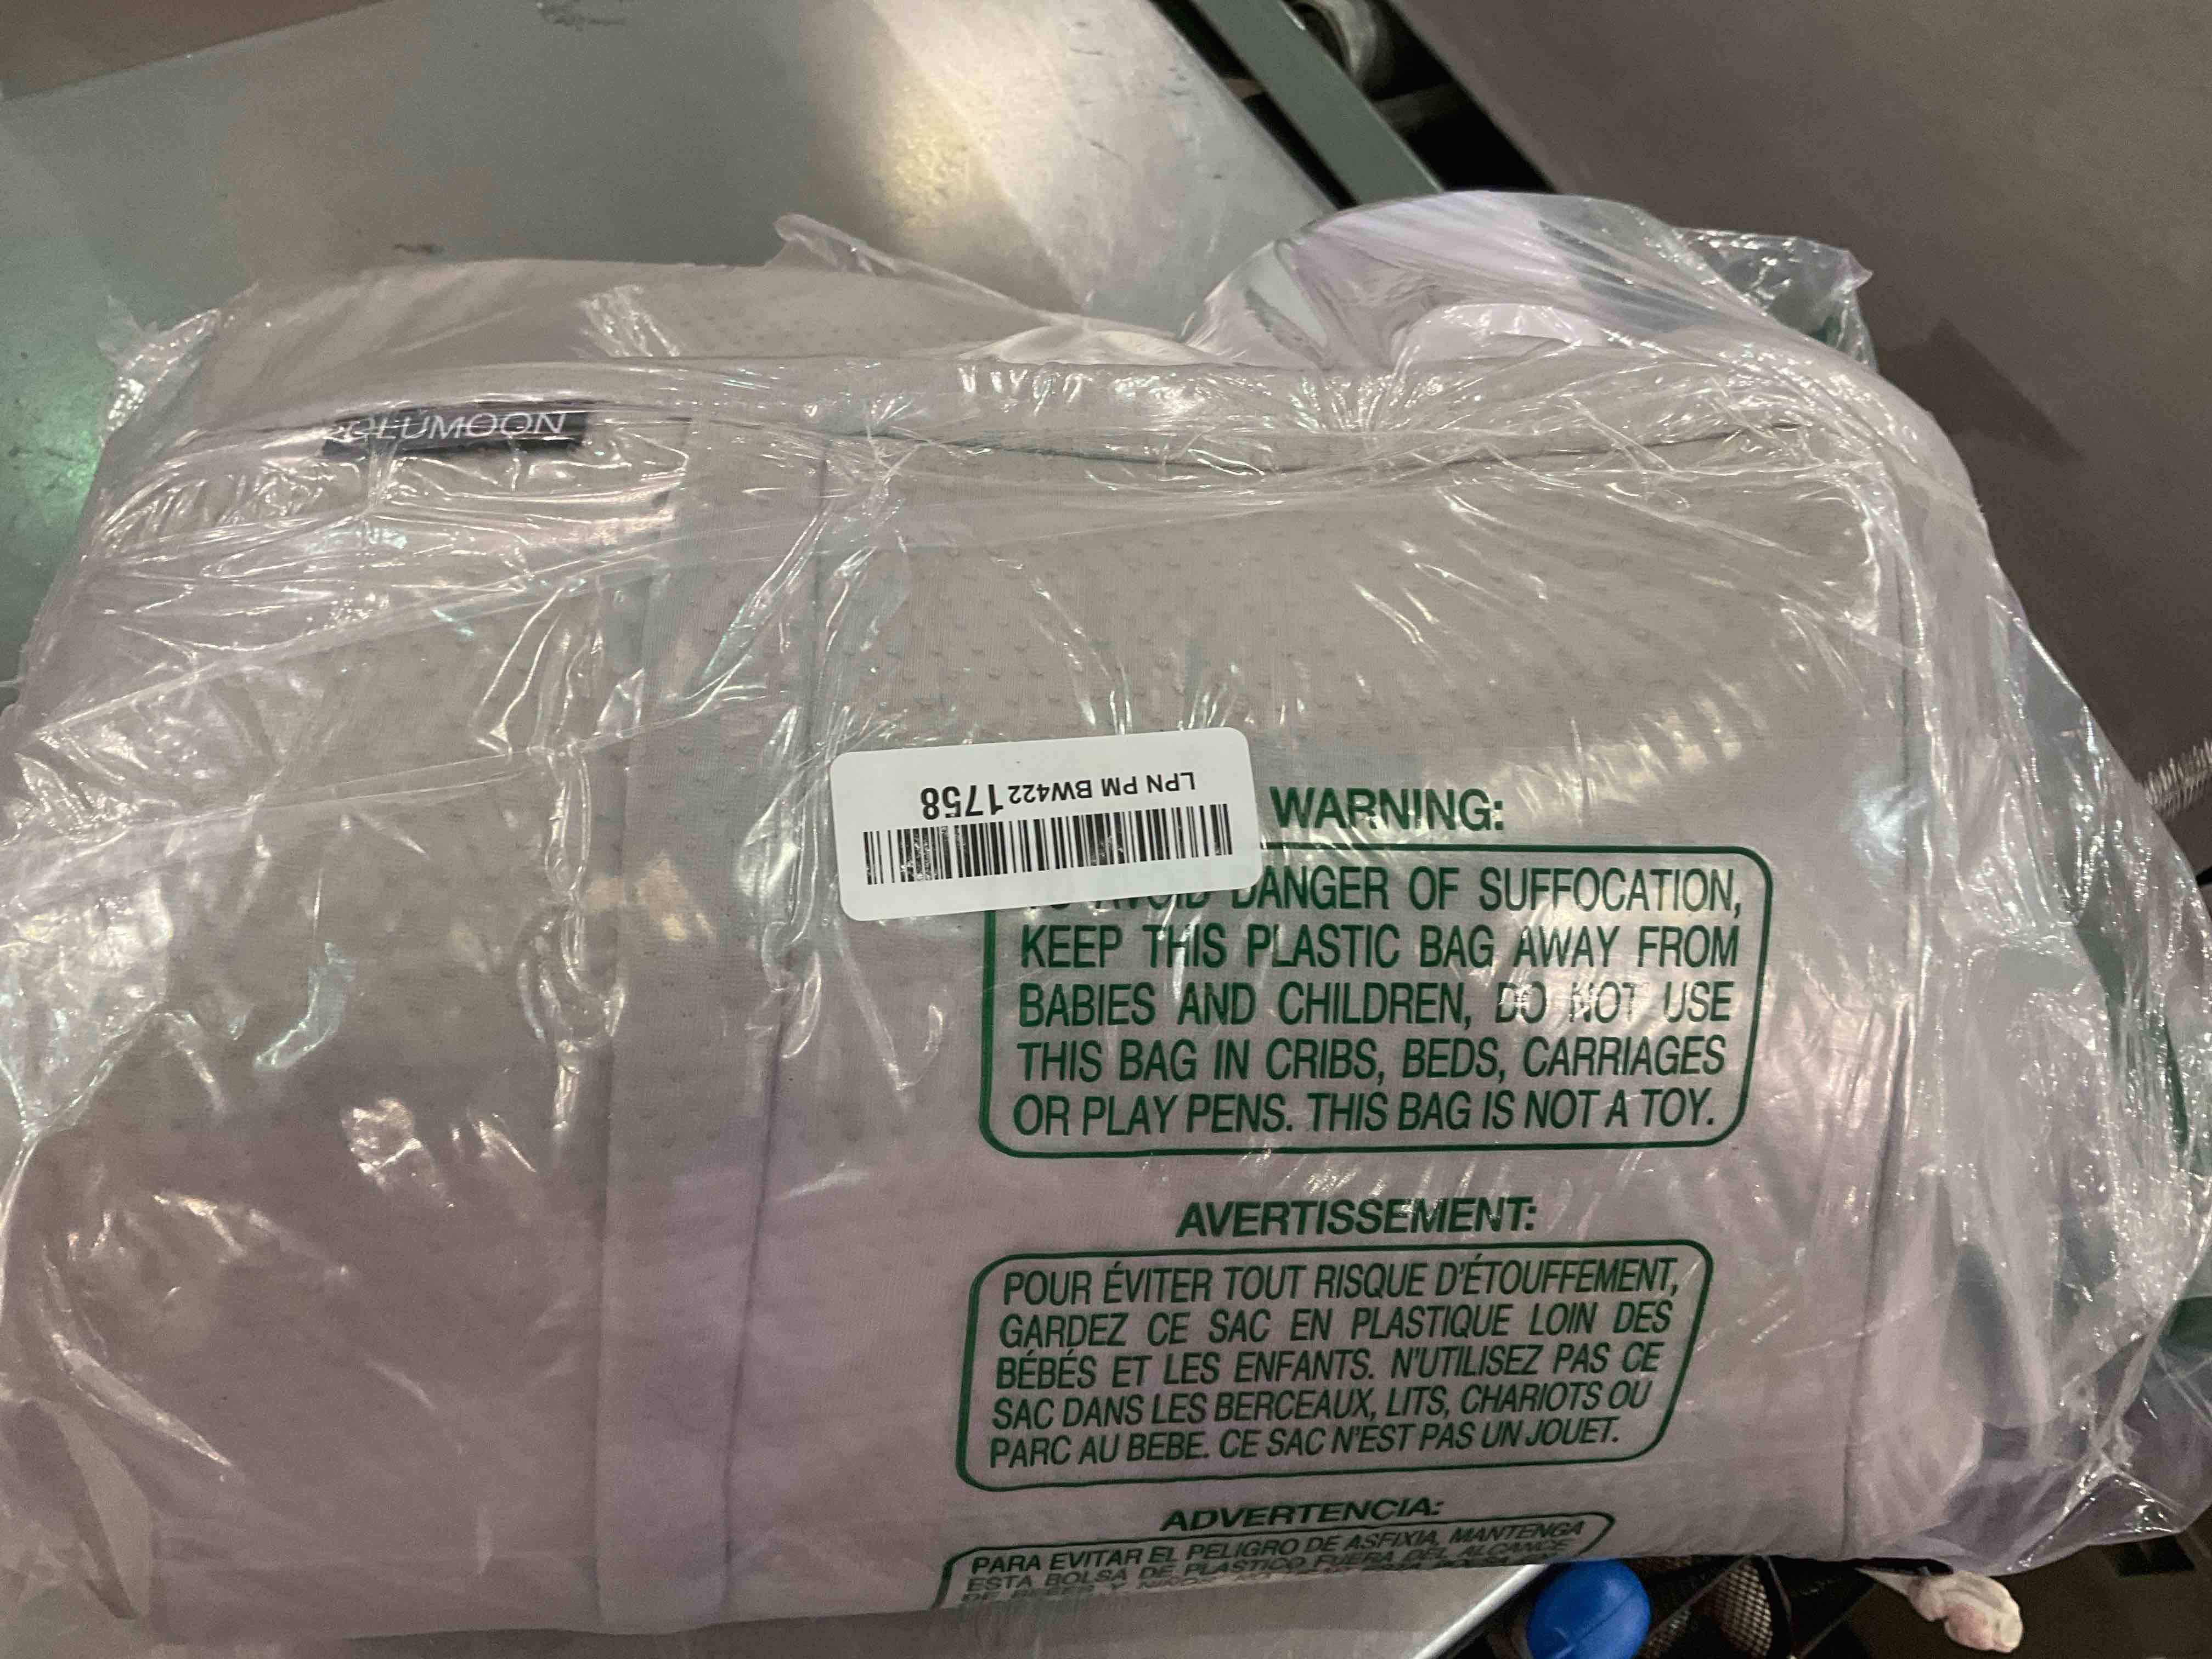 LPN PM BW422 1758
WARNING:
DANGER OF SUFFOCATION,
KEEP THIS PLASTIC BAG AWAY FROM
BABIES AND CHILDREN, DO NOT USE
THIS BAG IN CRIBS, BEDS, CARRIAGES
OR PLAY PENS. THIS BAG IS NOT A TOY.
AVERTISSEMENT:
POUR ÉVITER TOUT RISQUE D'ÉTOUFFEMENT,
GARDEZ CE SAC EN PLASTIQUE LOIN DES
BÉBÉS ET LES ENFANTS. N'UTILISEZ PAS CE
SAC DANS LES BERCEAUX, LITS, CHARIOTS OU
PARC AU BEBE. CE SAC N'EST PAS UN JOUET.
ADVERTENCIA:
PARA EVITAR EL PELIGRO DE ASFIXIA, MANTENGA
ESTA BOLSA DE PLASTICO FUERA DEL ALCANCE